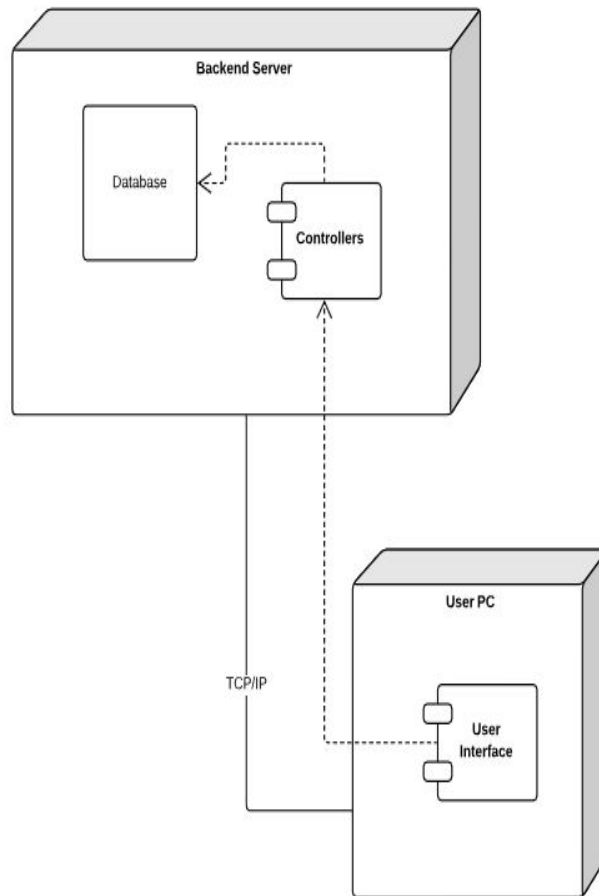 Backend Server
Database
Controllers
User PC
TCP/IP
User
Interface